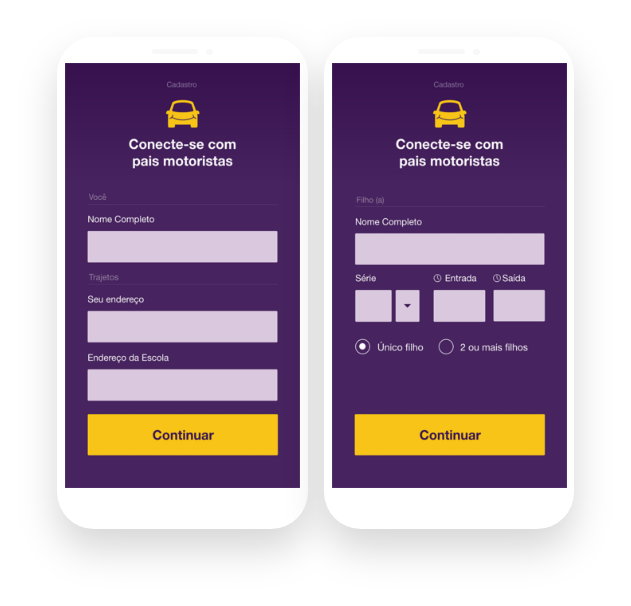 Cadastro
Conecte-se com
pais motoristas
Você
Nome Completo
Trajetos
Seu endereço
Endereço da Escola
Continuar
Cadastro
Conecte-se com
pais motoristas
Filho (a)
Nome Completo
Série Entrada Saída
Único filho 2 ou mais filhos
Continuar